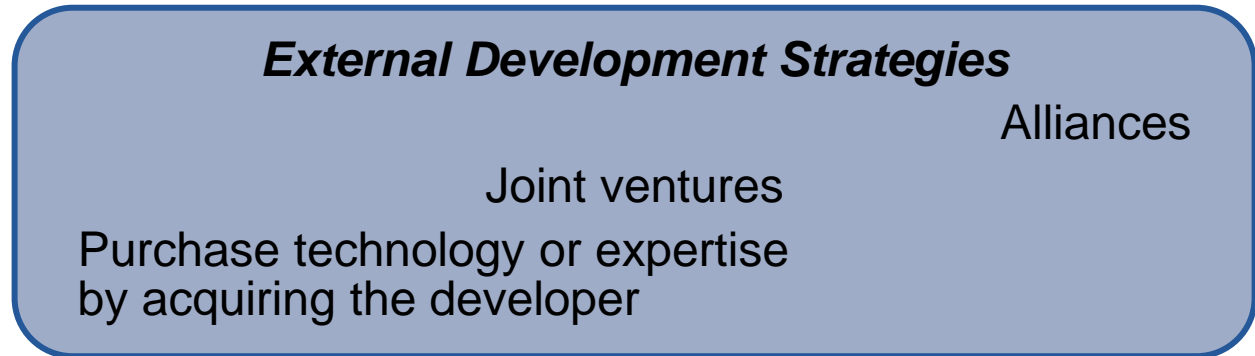 External Development Strategies
Alliances
Joint ventures
Purchase technology or expertise
by acquiring the developer